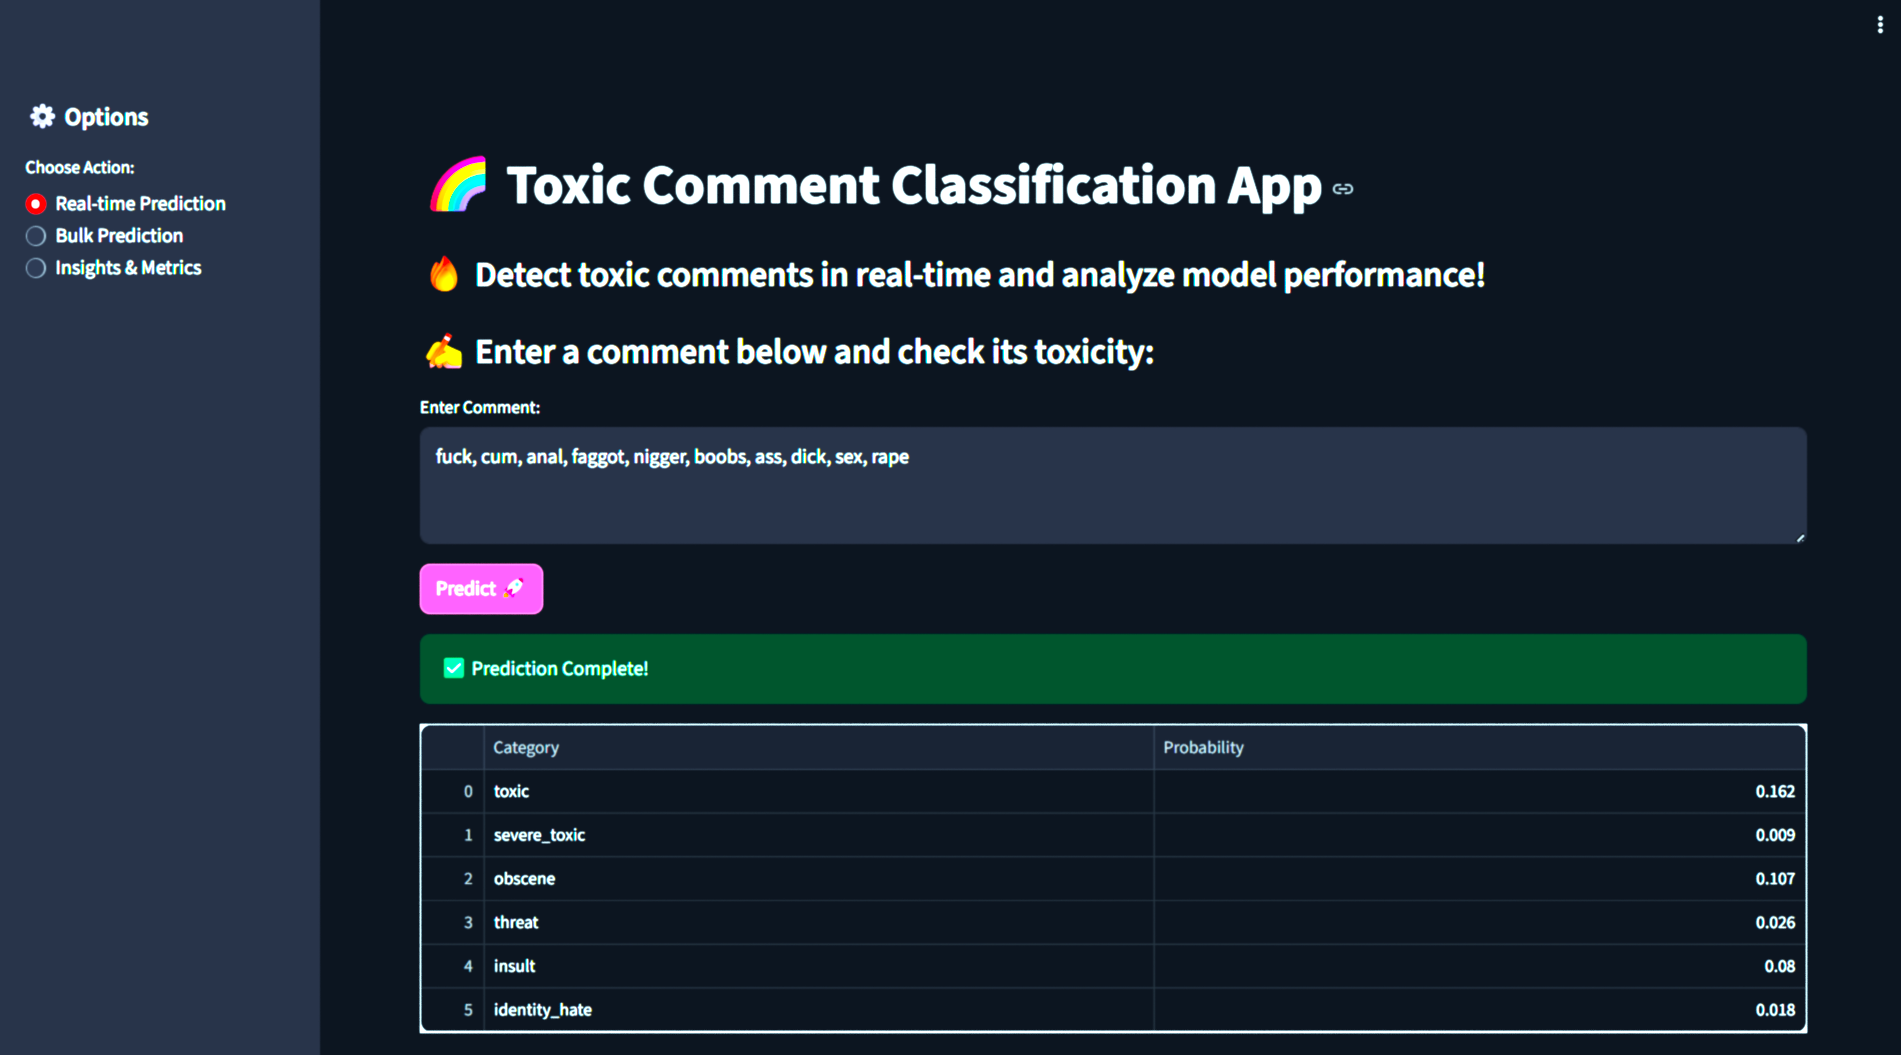 Options
Choose Action:
Real-time Prediction
Bulk Prediction
Insights & Metrics
Toxic Comment Classification App
Detect toxic comments in real-time and analyze model performance!
Enter a comment below and check its toxicity:
Enter Comment:
fuck, cum, anal, faggot, nigger, boobs, ass, dick, sex, rape
Predict
Prediction Complete!
Category Probability
0 toxic 0.162
1 severe_toxic 0.009
2 obscene 0.107
3 threat 0.026
4 insult 0.08
5 identity_hate 0.018